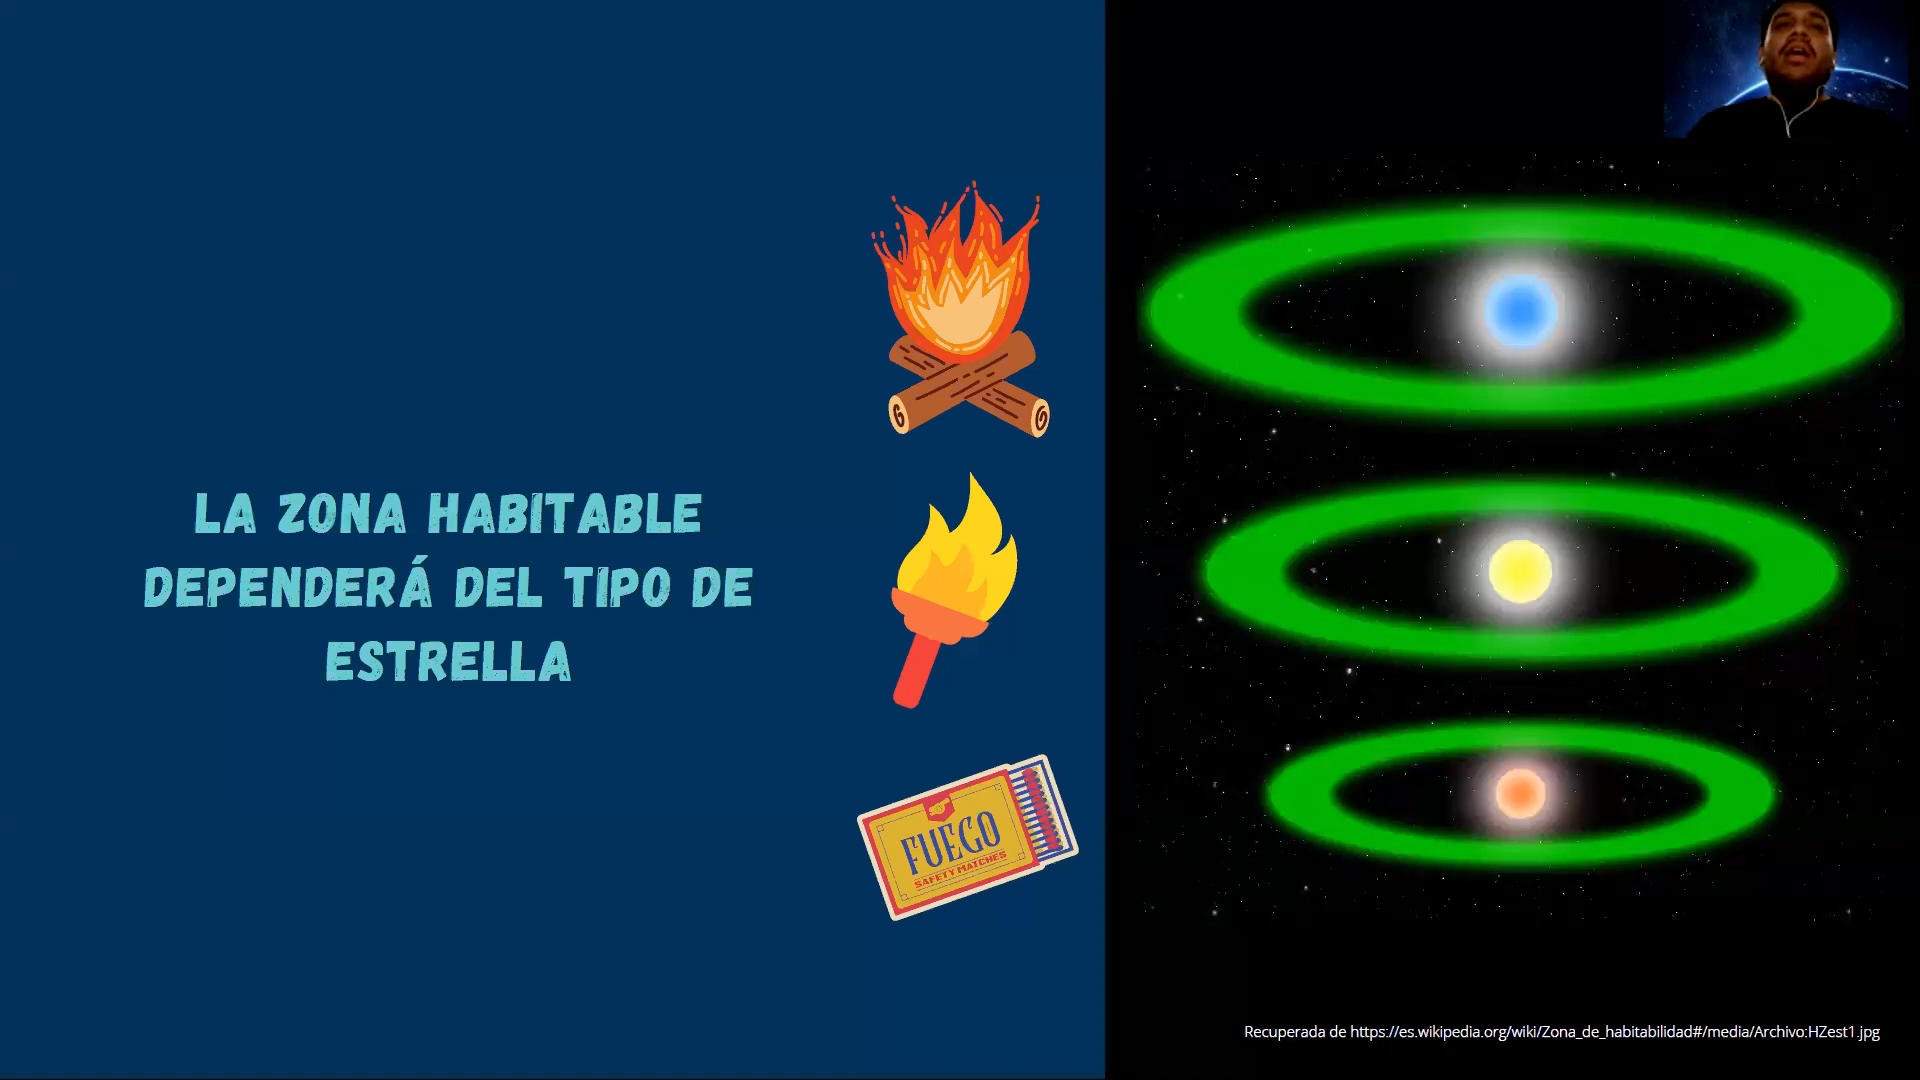 LA ZONA HABITABLE
DEPENDERÁ DEL TIPO DE
ESTRELLA
FUEGO
SAFETY MATCHES
Recuperada de https://es.wikipedia.org/wiki/Zona_de_habitabilidad#/media/Archivo:HZest1.jpg